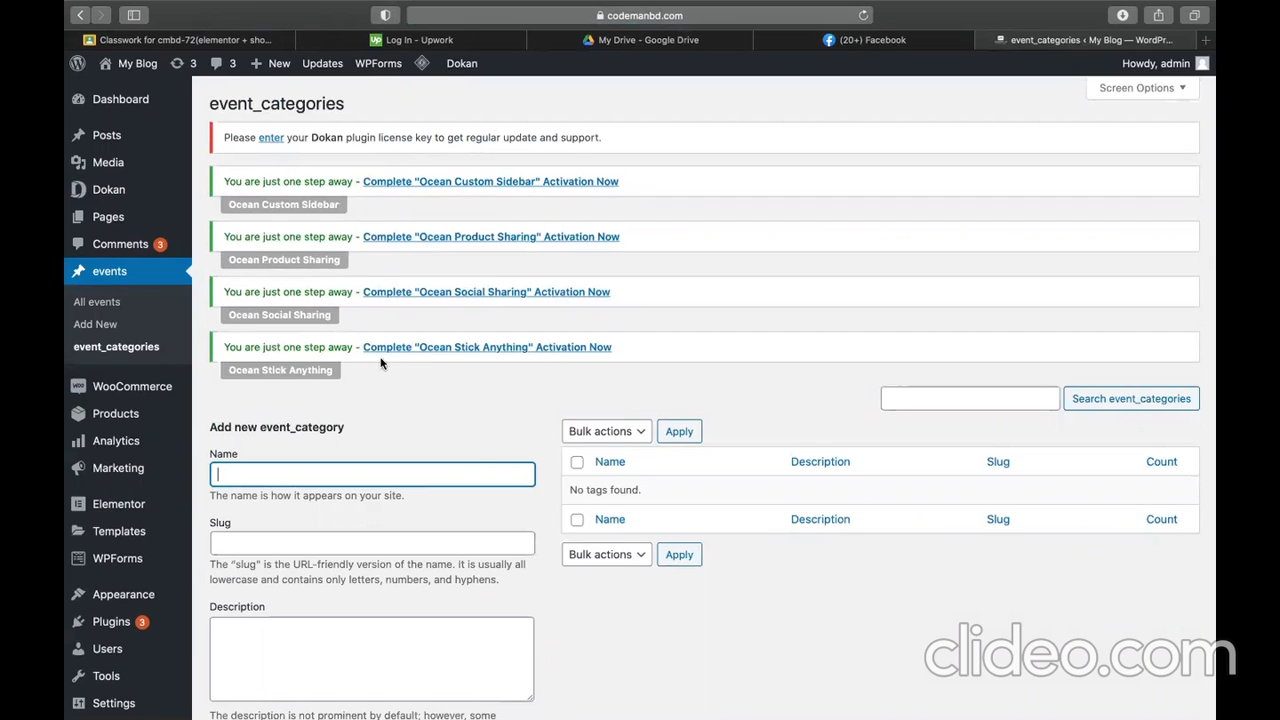 codemanbd.com
Classwork for cmbd-72(elementor + sho...
Log In - Upwork
My Drive - Google Drive
(20+) Facebook
event_categories ‹ My Blog — WordPr...
My Blog
3
3
New
Updates
WPForms
Dokan
Howdy, admin
Screen Options
Dashboard
Posts
Media
Dokan
Pages
Comments 3
events
All events
Add New
event_categories
WooCommerce
Products
Analytics
Marketing
Elementor
Templates
WPForms
Appearance
Plugins 3
Users
Tools
Settings
event_categories
Please enter your Dokan plugin license key to get regular update and support.
You are just one step away - Complete "Ocean Custom Sidebar" Activation Now
Ocean Custom Sidebar
You are just one step away - Complete "Ocean Product Sharing" Activation Now
Ocean Product Sharing
You are just one step away - Complete "Ocean Social Sharing" Activation Now
Ocean Social Sharing
You are just one step away - Complete "Ocean Stick Anything" Activation Now
Ocean Stick Anything
Search event_categories
Add new event_category
Name
The name is how it appears on your site.
Slug
The “slug” is the URL-friendly version of the name. It is usually all
lowercase and contains only letters, numbers, and hyphens.
Description
The description is not prominent by default; however, some
Bulk actions Apply
Name Description Slug Count
No tags found.
Name Description Slug Count
Bulk actions Apply
clideo.com